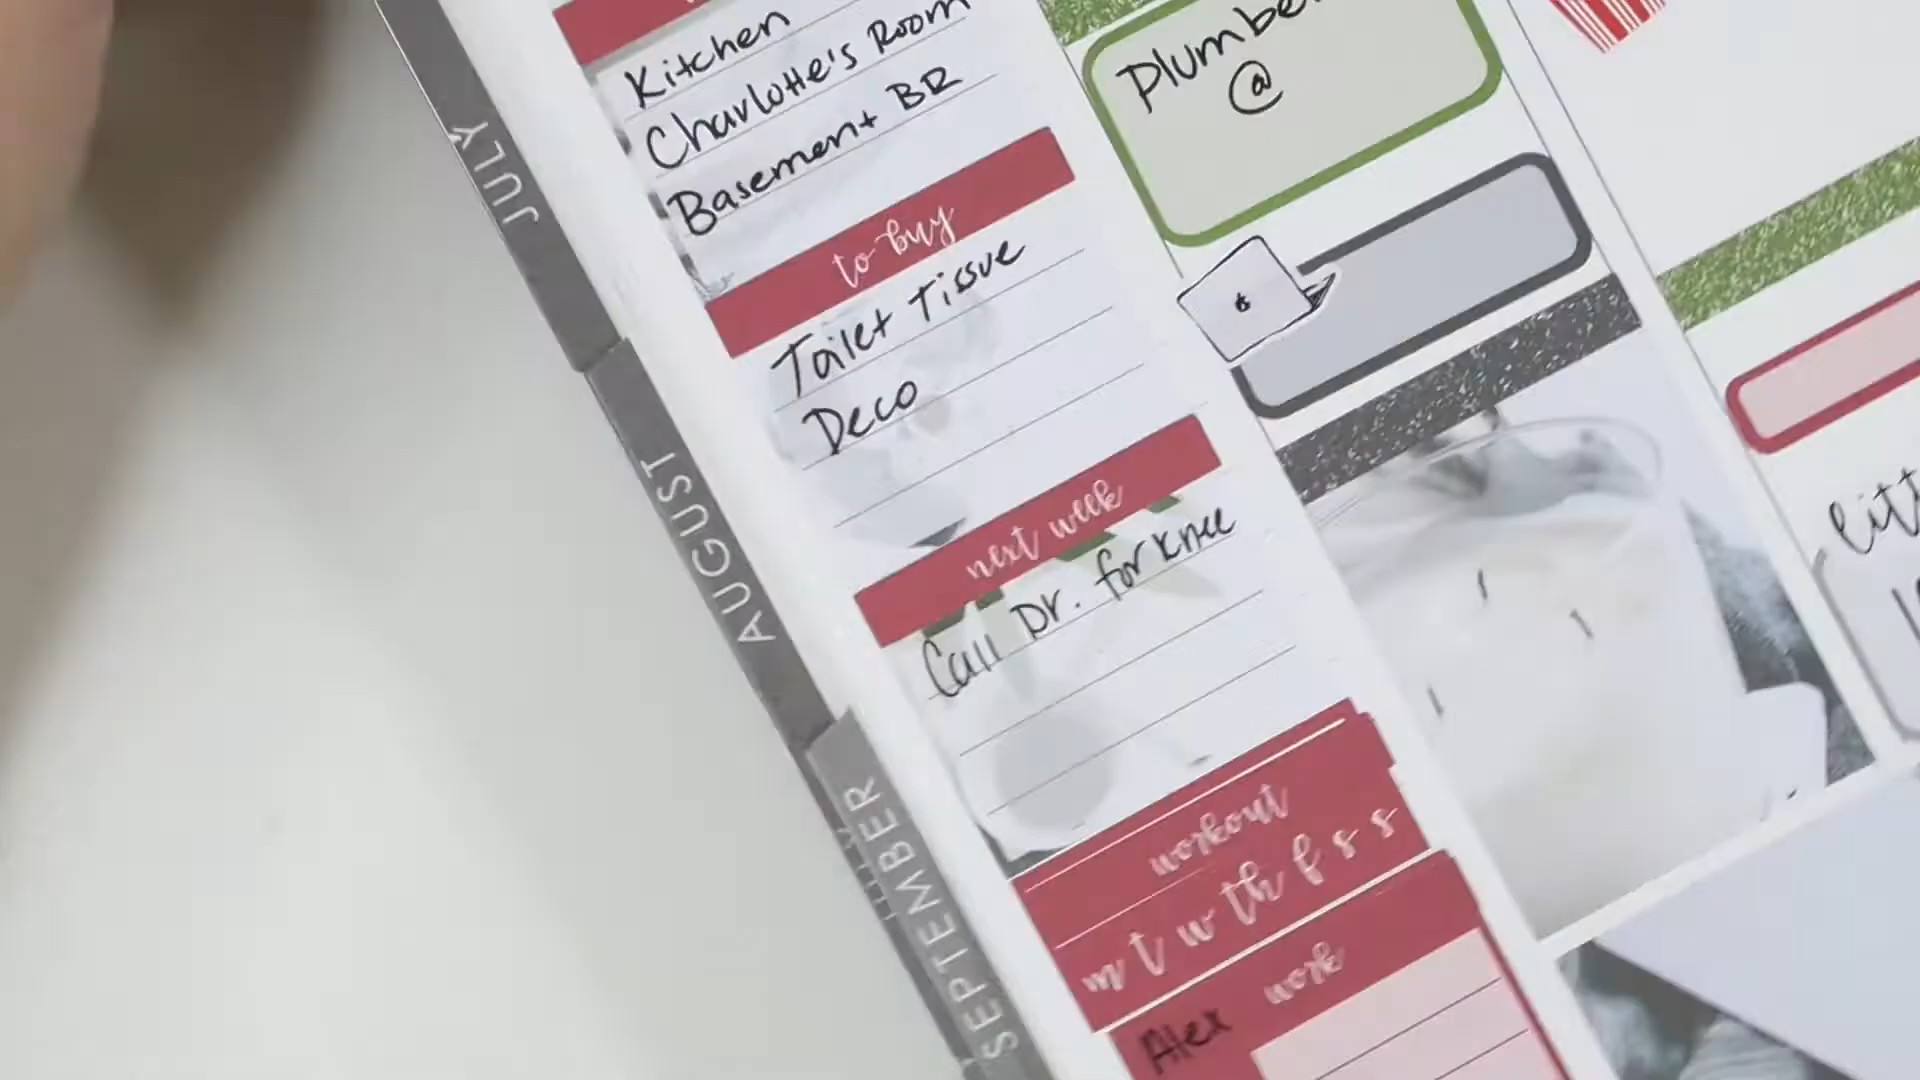 Kitchen
Charlotte's Room
Basement BR
to buy
Toilet Tissue
Deco
next week
Call Dr. for knee
workout
m t w th f s s
work
Alex
Plumber
@
JULY
AUGUST
SEPTEMBER